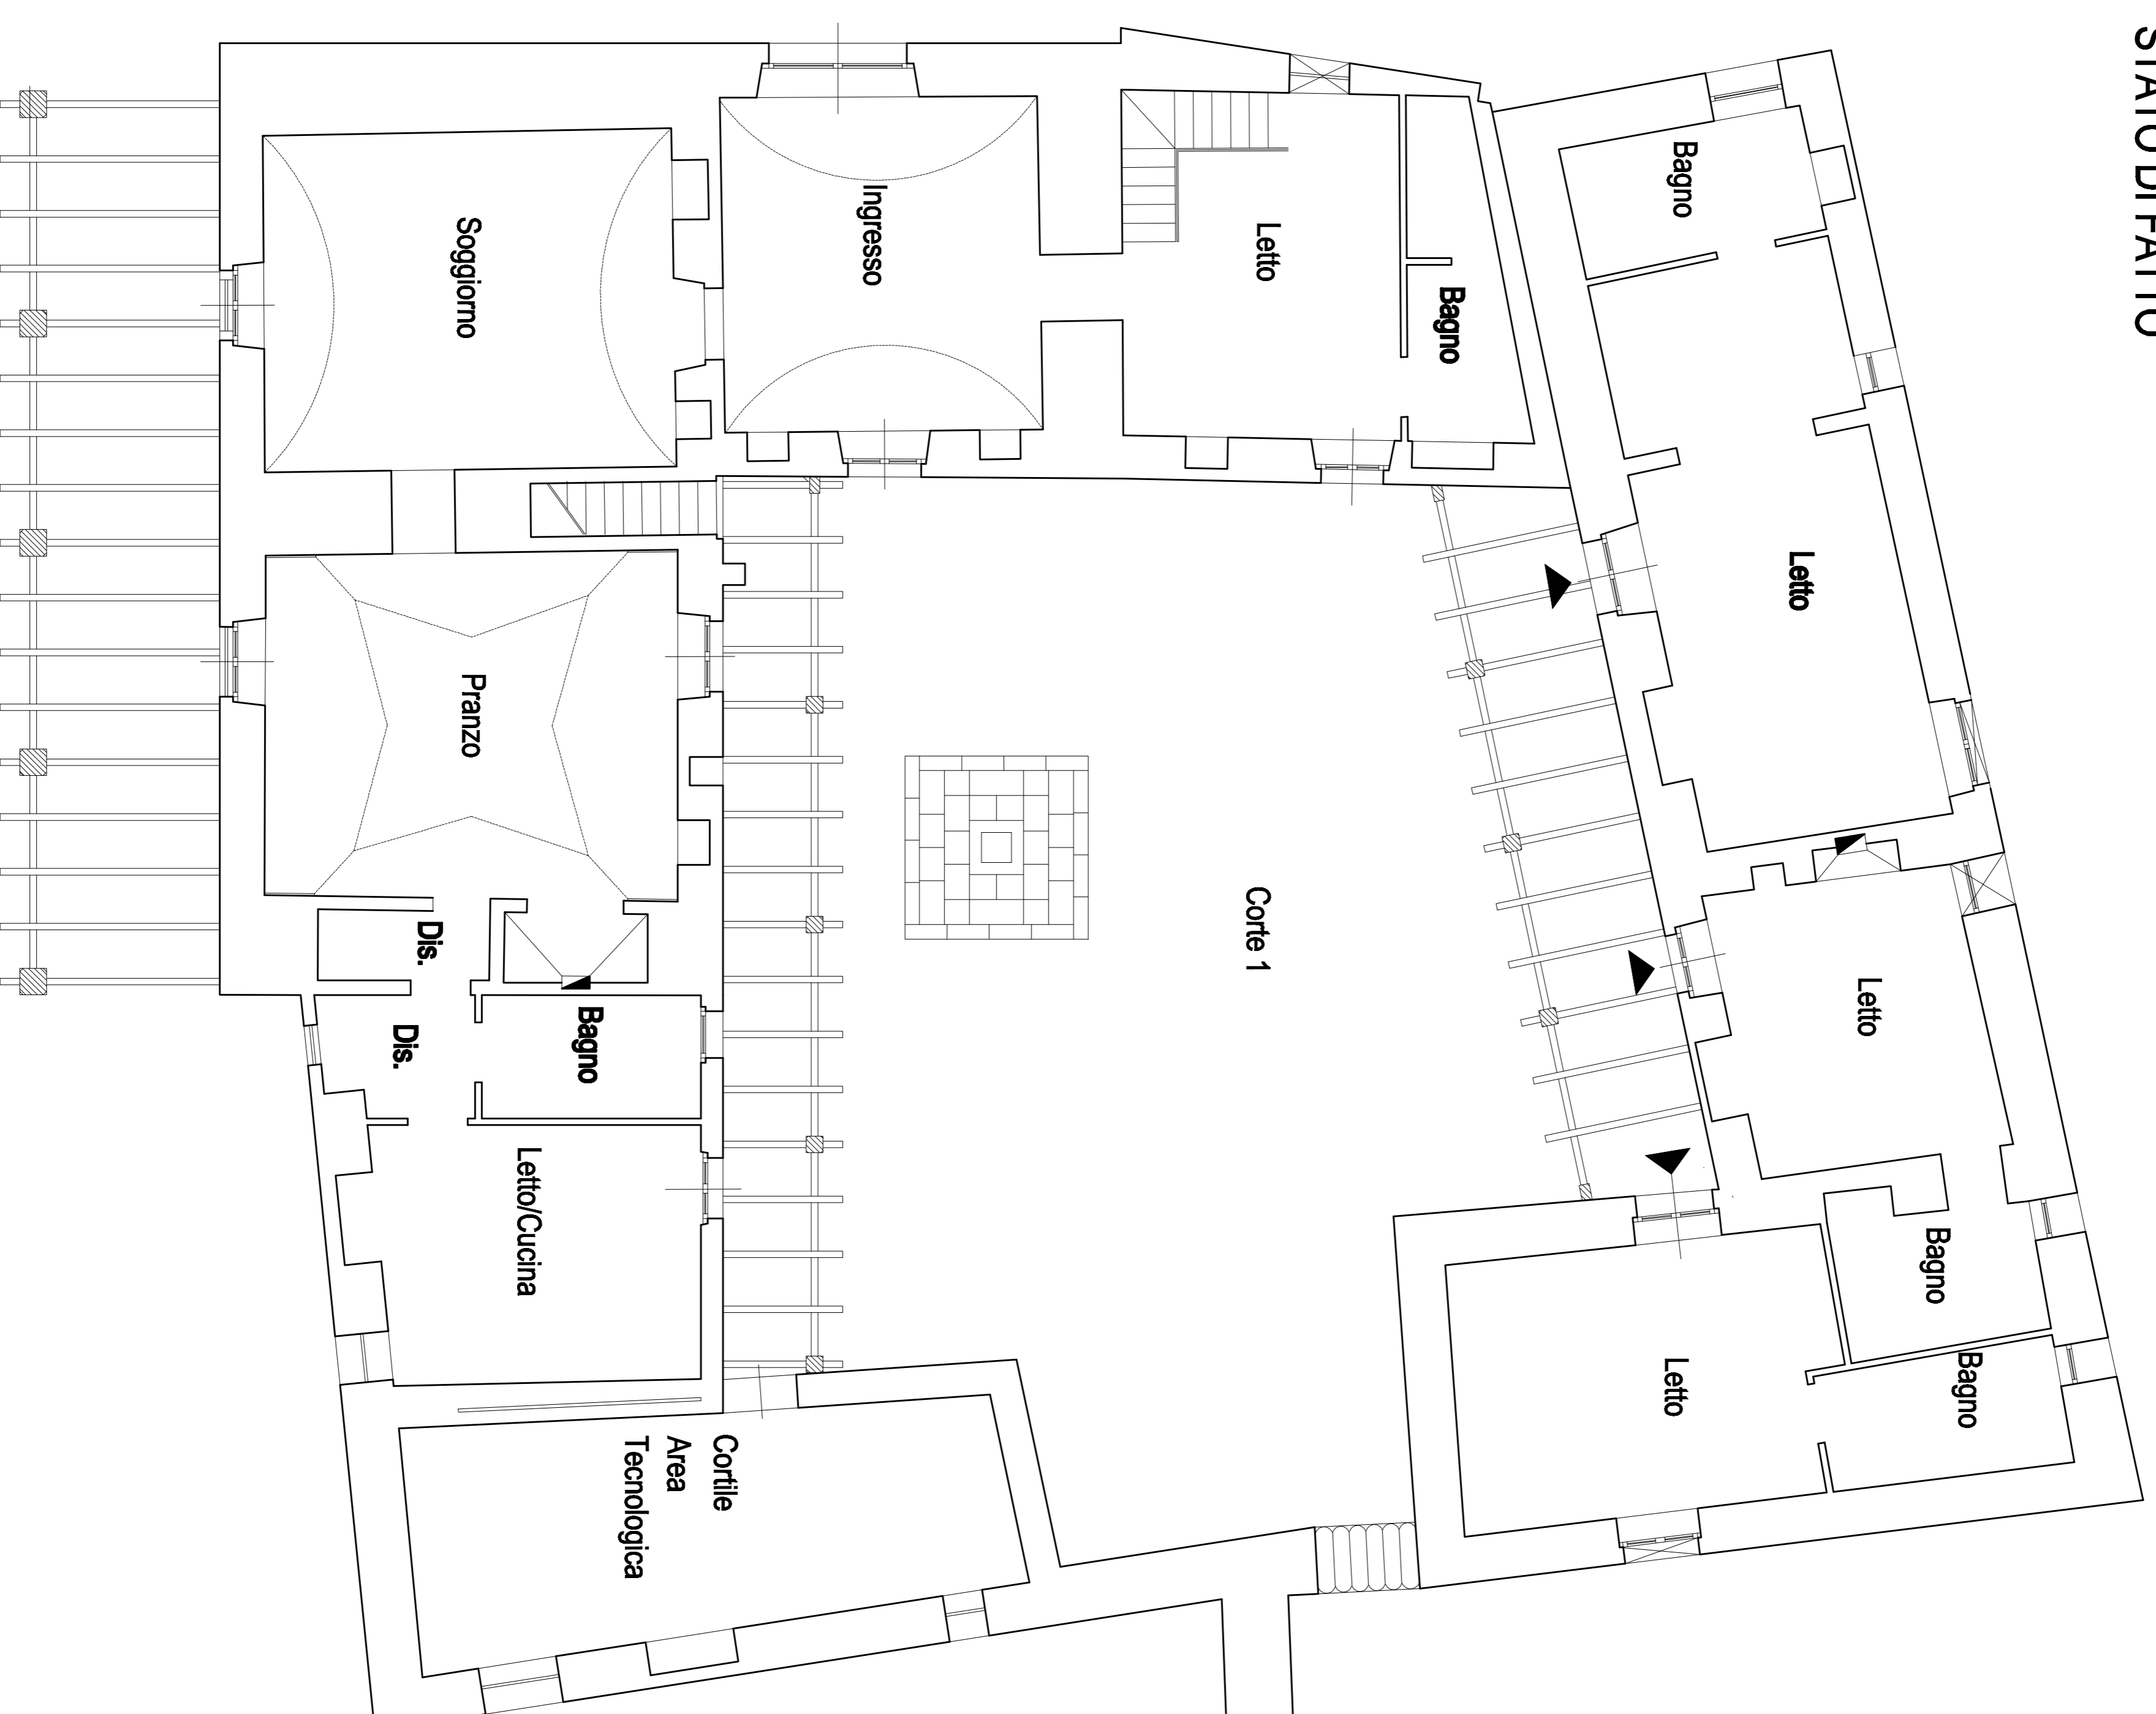 STATO DI FATTO
Bagno
Letto
Letto
Bagno
Bagno
Bagno
Letto
Letto
Corte 1
Ingresso
Soggiorno
Pranzo
Dis.
Dis.
Bagno
Letto/Cucina
Letto
Cortile
Area
Tecnologica